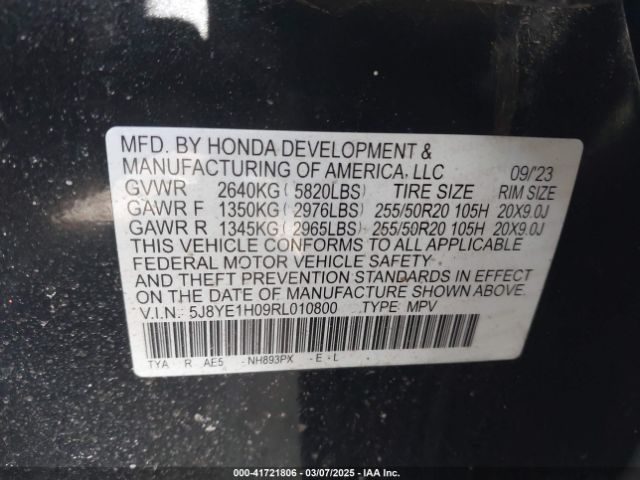 MFD. BY HONDA DEVELOPMENT &
MANUFACTURING OF AMERICA, LLC 09/'23
GVWR 2640KG ( 5820LBS) TIRE SIZE RIM SIZE
GAWR F 1350KG ( 2976LBS) 255/50R20 105H 20X9.0J
GAWR R 1345KG ( 2965LBS) 255/50R20 105H 20X9.0J
THIS VEHICLE CONFORMS TO ALL APPLICABLE
FEDERAL MOTOR VEHICLE SAFETY
AND THEFT PREVENTION STANDARDS IN EFFECT
ON THE DATE OF MANUFACTURE SHOWN ABOVE.
V.I.N.: 5J8YE1H09RL010800 TYPE: MPV
TYA R AE5 -NH893PX -E-L
000-41721806 — 03/07/2025 — IAA Inc.